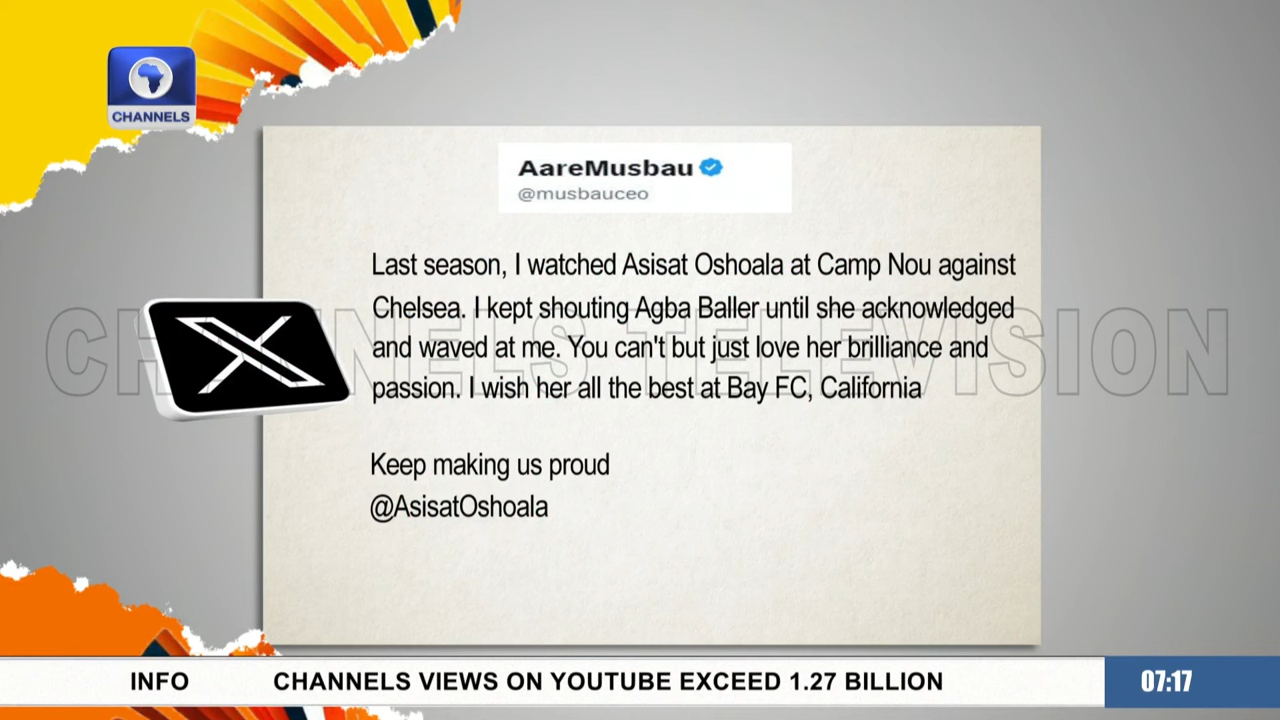 CHANNELS
AareMusbau
@musbauceo
Last season, I watched Asisat Oshoala at Camp Nou against
Chelsea. I kept shouting Agba Baller until she acknowledged
and waved at me. You can't but just love her brilliance and
passion. I wish her all the best at Bay FC, California
Keep making us proud
@AsisatOshoala
CHANNELS TELEVISION
INFO
CHANNELS VIEWS ON YOUTUBE EXCEED 1.27 BILLION
07:17